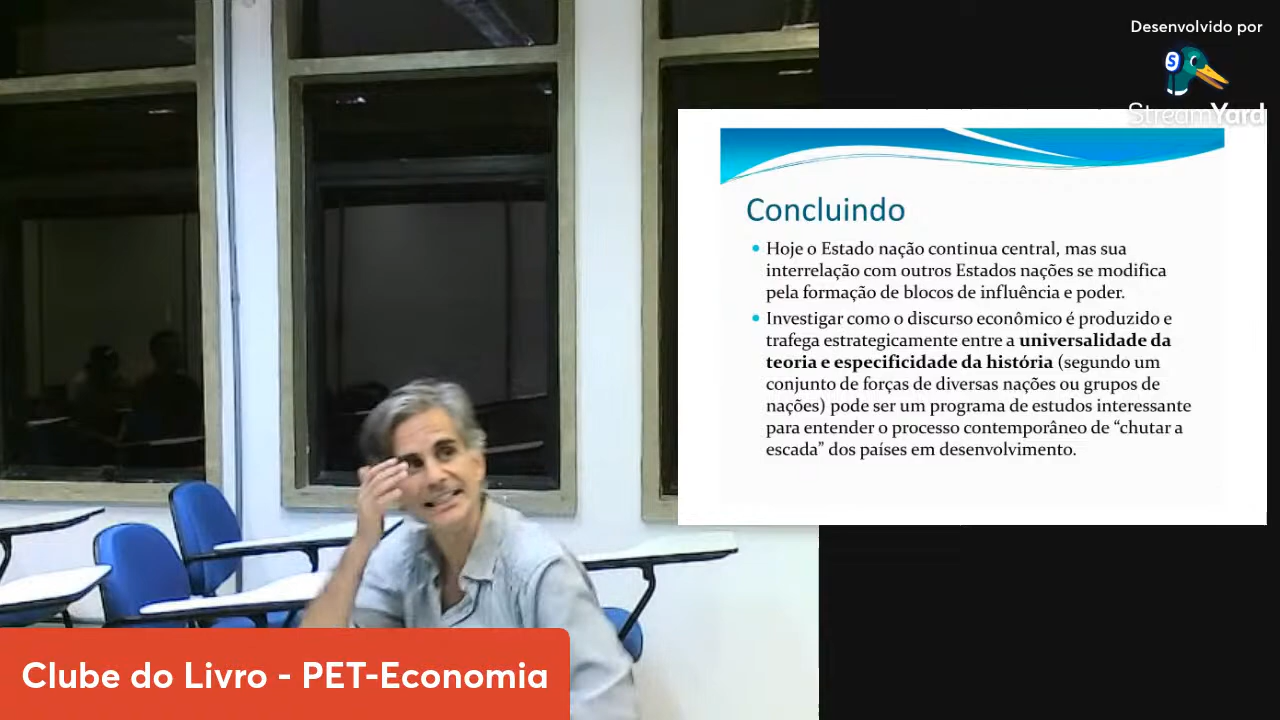 Desenvolvido por
S
StreamYard
Concluindo
• Hoje o Estado nação continua central, mas sua
interrelação com outros Estados nações se modifica
pela formação de blocos de influência e poder.
• Investigar como o discurso econômico é produzido e
trafega estrategicamente entre a universalidade da
teoria e especificidade da história (segundo um
conjunto de forças de diversas nações ou grupos de
nações) pode ser um programa de estudos interessante
para entender o processo contemporâneo de “chutar a
escada” dos países em desenvolvimento.
Clube do Livro - PET-Economia